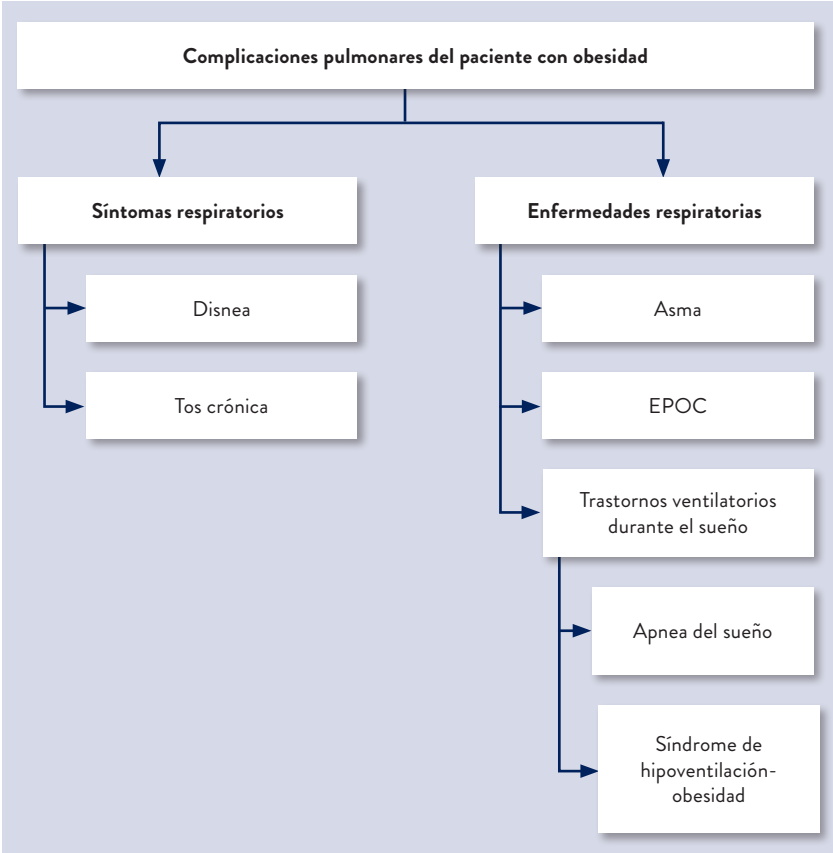 Complicaciones pulmonares del paciente con obesidad
Síntomas respiratorios
Disnea
Tos crónica
Enfermedades respiratorias
Asma
EPOC
Trastornos ventilatorios
durante el sueño
Apnea del sueño
Síndrome de
hipoventilación-
obesidad